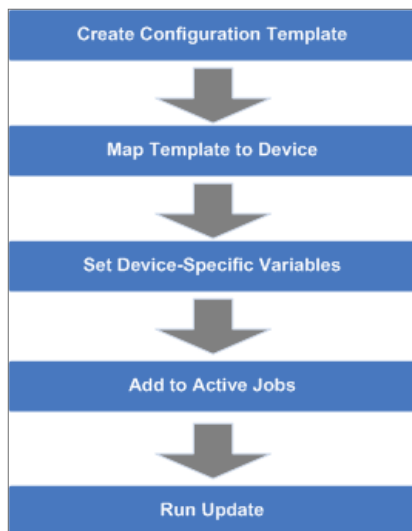 Create Configuration Template
Map Template to Device
Set Device-Specific Variables
Add to Active Jobs
Run Update